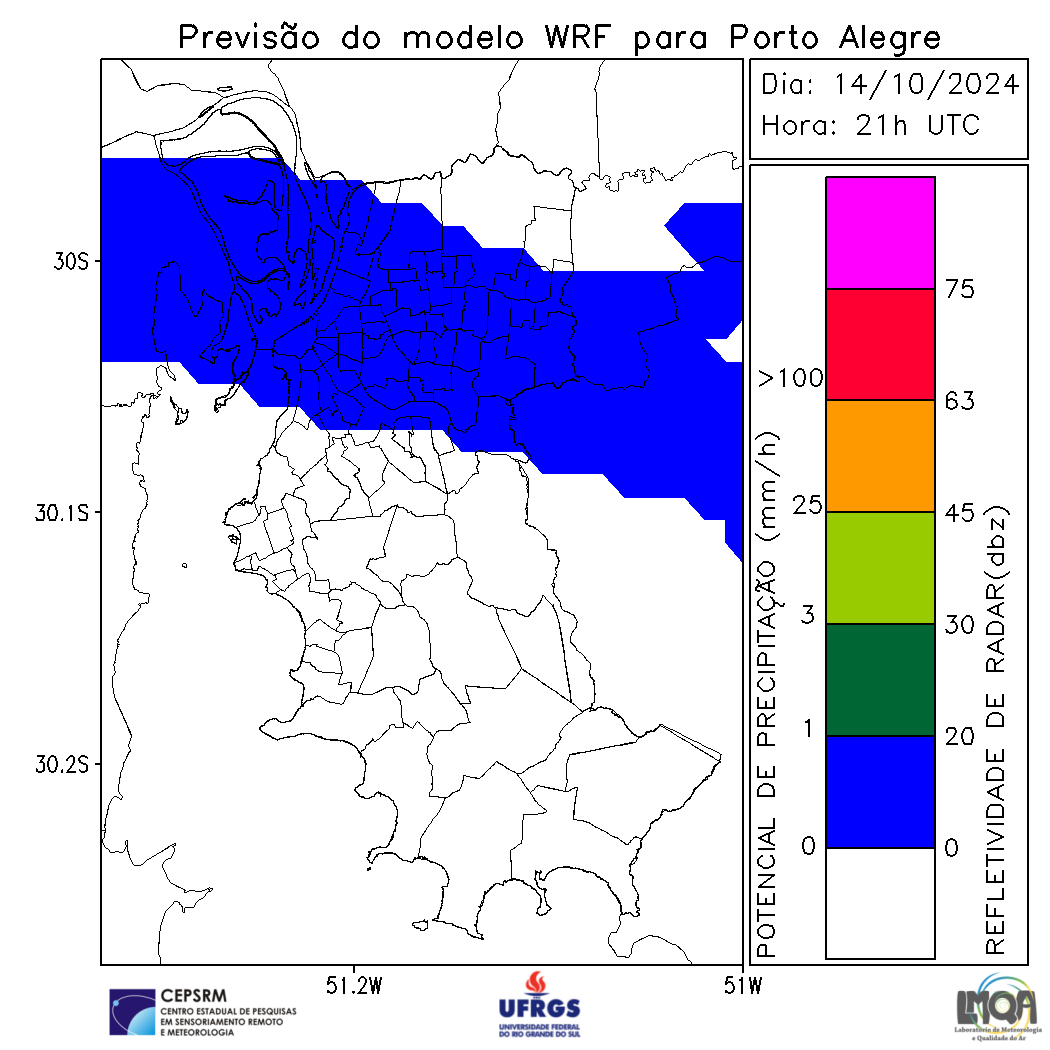 Previsão do modelo WRF para Porto Alegre
Dia: 14/10/2024
Hora: 21h UTC
30S
30.1S
30.2S
51.2W
51W
POTENCIAL DE PRECIPITAÇÃO (mm/h)
>100
25
3
1
0
75
63
45
30
20
0
REFLETIVIDADE DE RADAR(dbz)
CEPSRM
CENTRO ESTADUAL DE PESQUISAS
EM SENSORIAMENTO REMOTO
E METEOROLOGIA
UFRGS
UNIVERSIDADE FEDERAL
DO RIO GRANDE DO SUL
LMQA
Laboratório de Meteorologia
e Qualidade do Ar